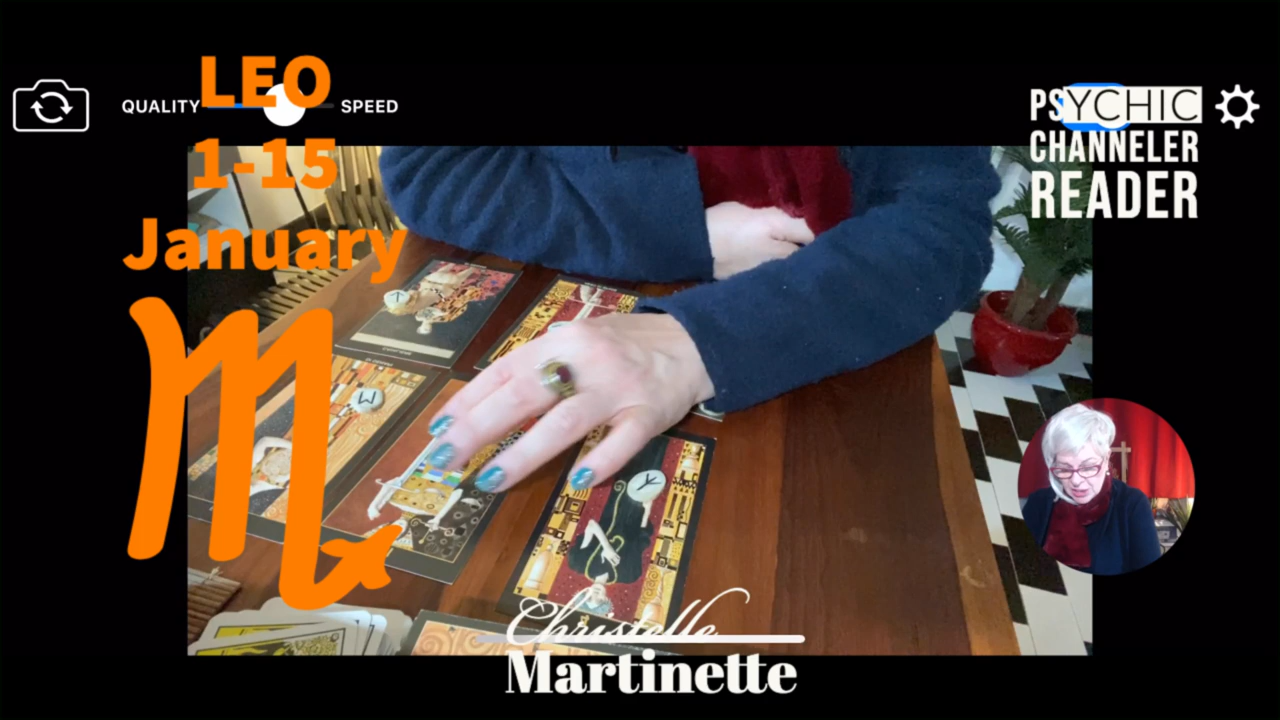 LEO
QUALITY
SPEED
1-15
January
PSYCHIC
CHANNELER
READER
Christelle
Martinette